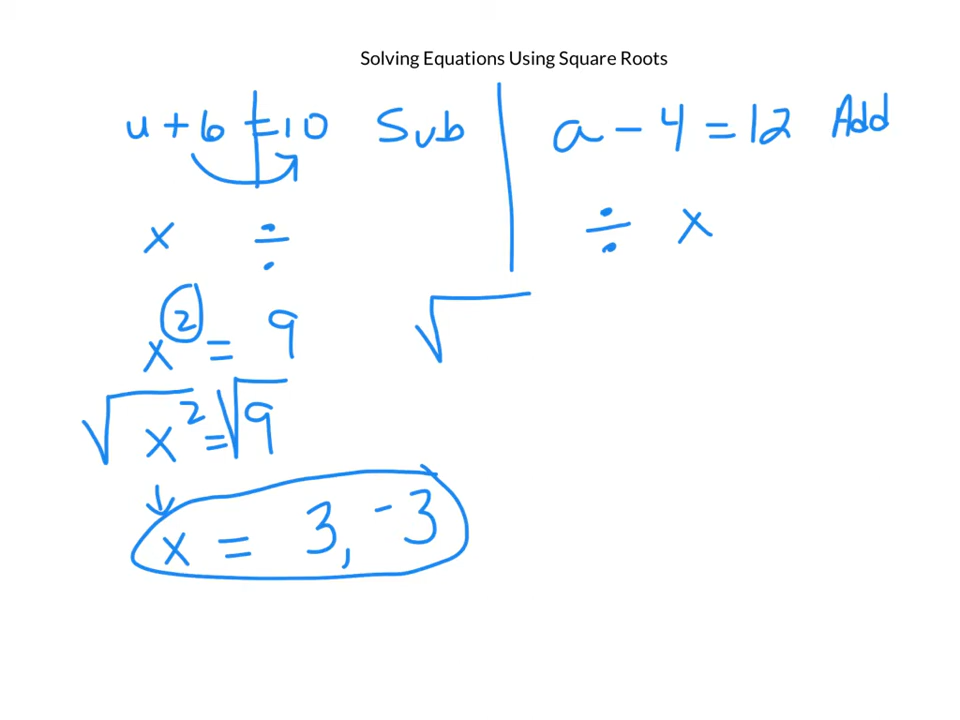 Solving Equations Using Square Roots
u + 6 = 10 Sub
a - 4 = 12 Add
x ÷
÷ x
x² = 9 √
√x² = √9
x = 3, -3